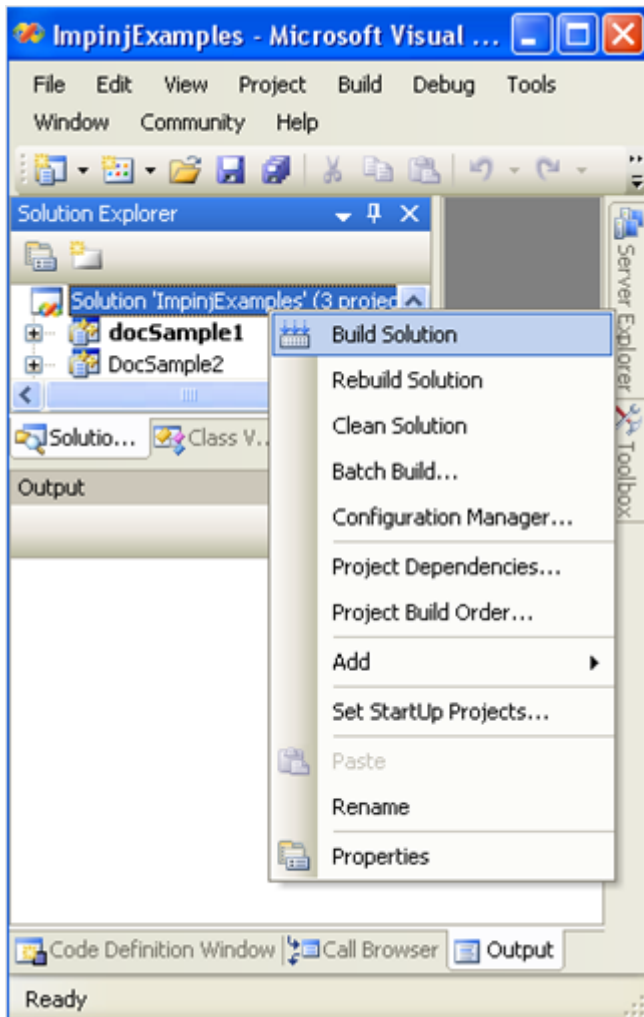 ImpinjExamples - Microsoft Visual ...
File Edit View Project Build Debug Tools
Window Community Help
Solution Explorer
Solution 'ImpinjExamples' (3 projec
docSample1
DocSample2
Solutio... Class V...
Output
Build Solution
Rebuild Solution
Clean Solution
Batch Build...
Configuration Manager...
Project Dependencies...
Project Build Order...
Add
Set StartUp Projects...
Paste
Rename
Properties
Server Explorer
Toolbox
Code Definition Window Call Browser Output
Ready